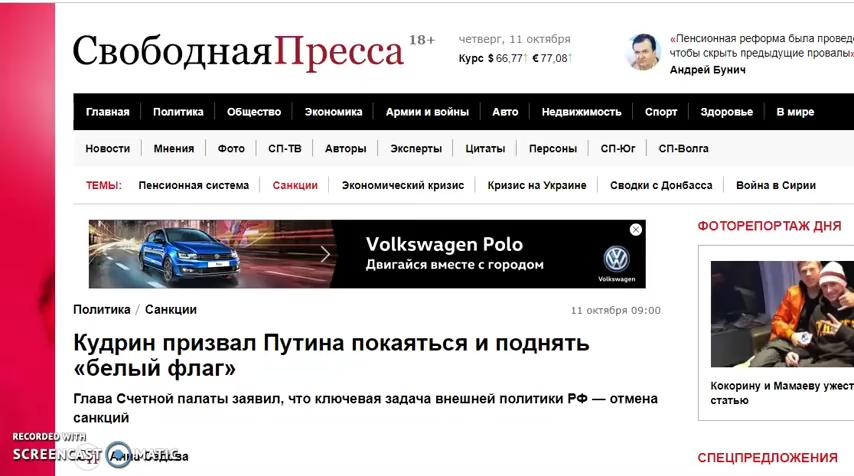 СвободнаяПресса 18+
четверг, 11 октября
Курс $ 66,77↑ € 77,08↑
«Пенсионная реформа была провед
чтобы скрыть предыдущие провалы»
Андрей Бунич
Главная Политика Общество Экономика Армии и войны Авто Недвижимость Спорт Здоровье В мире
Новости Мнения Фото СП-ТВ Авторы Эксперты Цитаты Персоны СП-Юг СП-Волга
ТЕМЫ: Пенсионная система Санкции Экономический кризис Кризис на Украине Сводки с Донбасса Война в Сирии
Volkswagen Polo
Двигайся вместе с городом
Volkswagen
ФОТОРЕПОРТАЖ ДНЯ
Политика / Санкции
11 октября 09:00
Кудрин призвал Путина покаяться и поднять
«белый флаг»
Глава Счетной палаты заявил, что ключевая задача внешней политики РФ — отмена
санкций
Кокорину и Мамаеву ужест
статью
RECORDED WITH
SCREENCAST MATIC
СПЕЦПРЕДЛОЖЕНИЯ